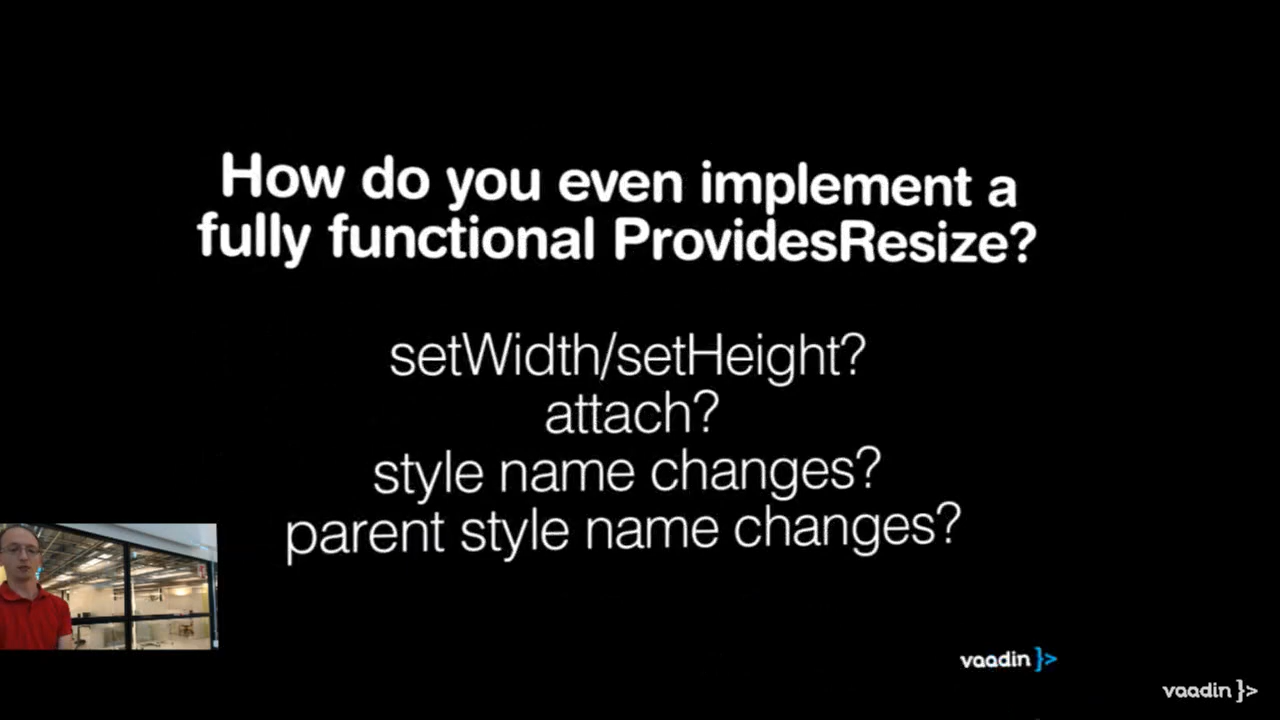 How do you even implement a
fully functional ProvidesResize?
setWidth/setHeight?
attach?
style name changes?
parent style name changes?
vaadin }>
vaadin }>